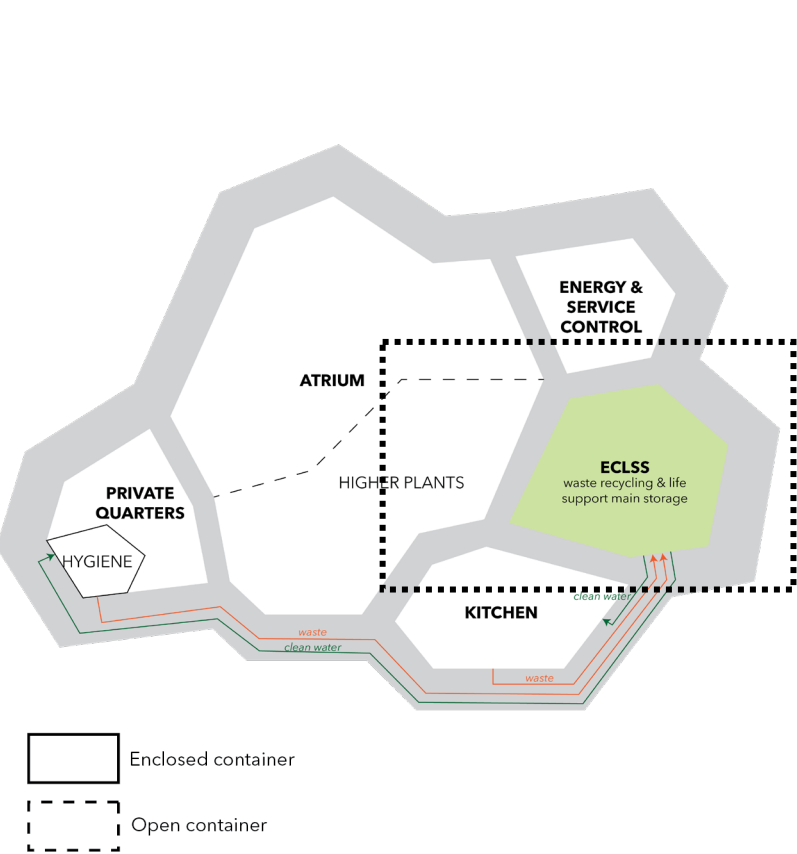 ENERGY &
SERVICE
CONTROL
ATRIUM
HIGHER PLANTS
ECLSS
waste recycling & life
support main storage
PRIVATE
QUARTERS
HYGIENE
clean water
KITCHEN
waste
clean water
waste
Enclosed container
Open container